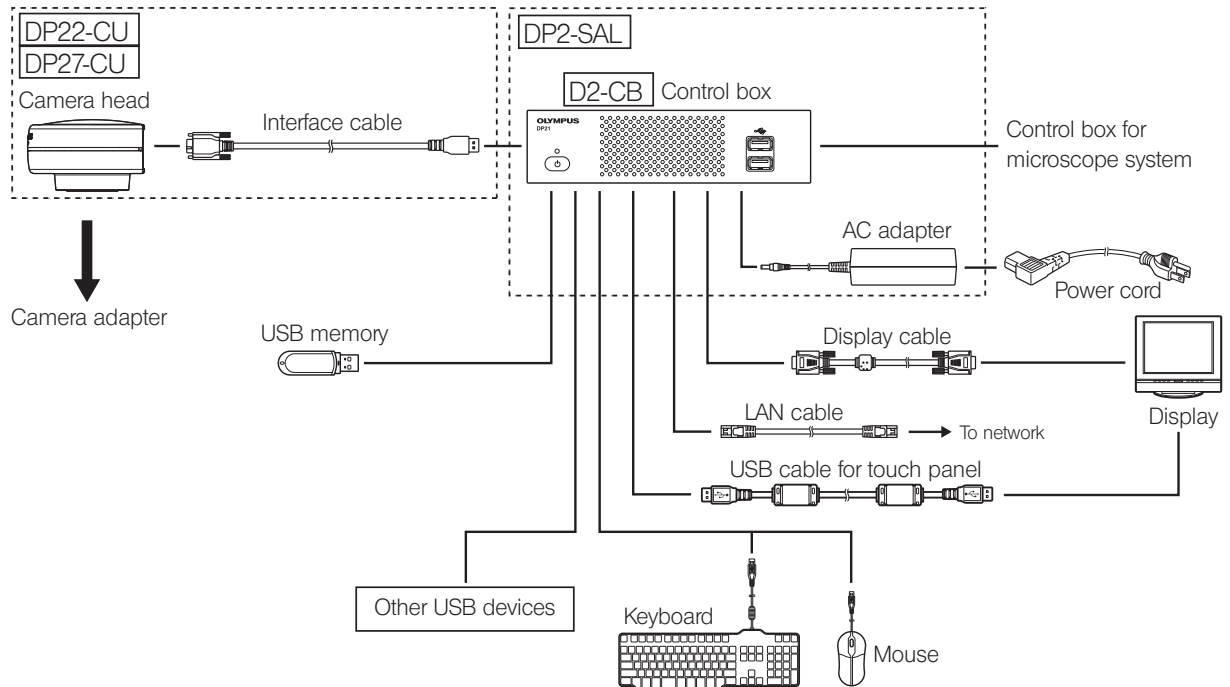 DP22-CU
DP27-CU
Camera head
Interface cable
Camera adapter
DP2-SAL
D2-CB Control box
OLYMPUS
DP21
Control box for
microscope system
AC adapter
Power cord
USB memory
Display cable
Display
LAN cable
To network
USB cable for touch panel
Other USB devices
Keyboard
Mouse